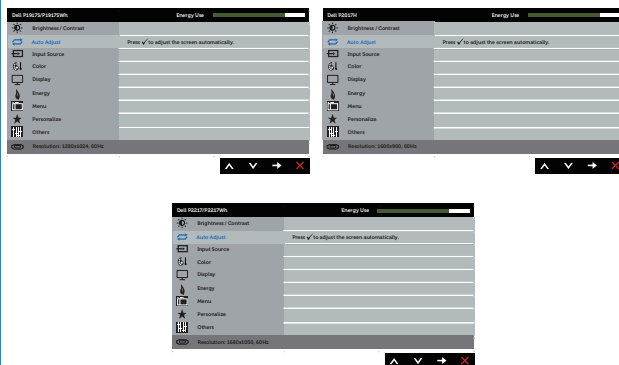 Dell P1917S/P1917SWh Energy Use
Brightness / Contrast
Auto Adjust Press ✓ to adjust the screen automatically.
Input Source
Color
Display
Energy
Menu
Personalize
Others
Resolution: 1280x1024, 60Hz
Dell P2017H Energy Use
Brightness / Contrast
Auto Adjust Press ✓ to adjust the screen automatically.
Input Source
Color
Display
Energy
Menu
Personalize
Others
Resolution: 1600x900, 60Hz
Dell P2217/P2217Wh Energy Use
Brightness / Contrast
Auto Adjust Press ✓ to adjust the screen automatically.
Input Source
Color
Display
Energy
Menu
Personalize
Others
Resolution: 1680x1050, 60Hz